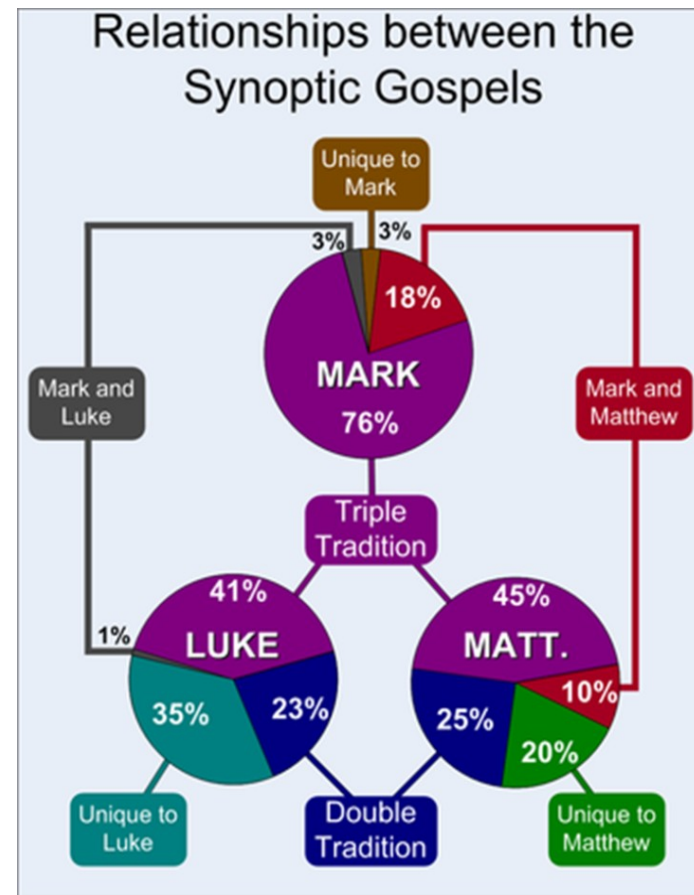 Relationships between the
Synoptic Gospels
Unique to
Mark
3%
3%
18%
MARK
76%
Mark and
Luke
Mark and
Matthew
Triple
Tradition
41%
LUKE
1%
35%
23%
45%
MATT.
10%
25%
20%
Unique to
Luke
Double
Tradition
Unique to
Matthew